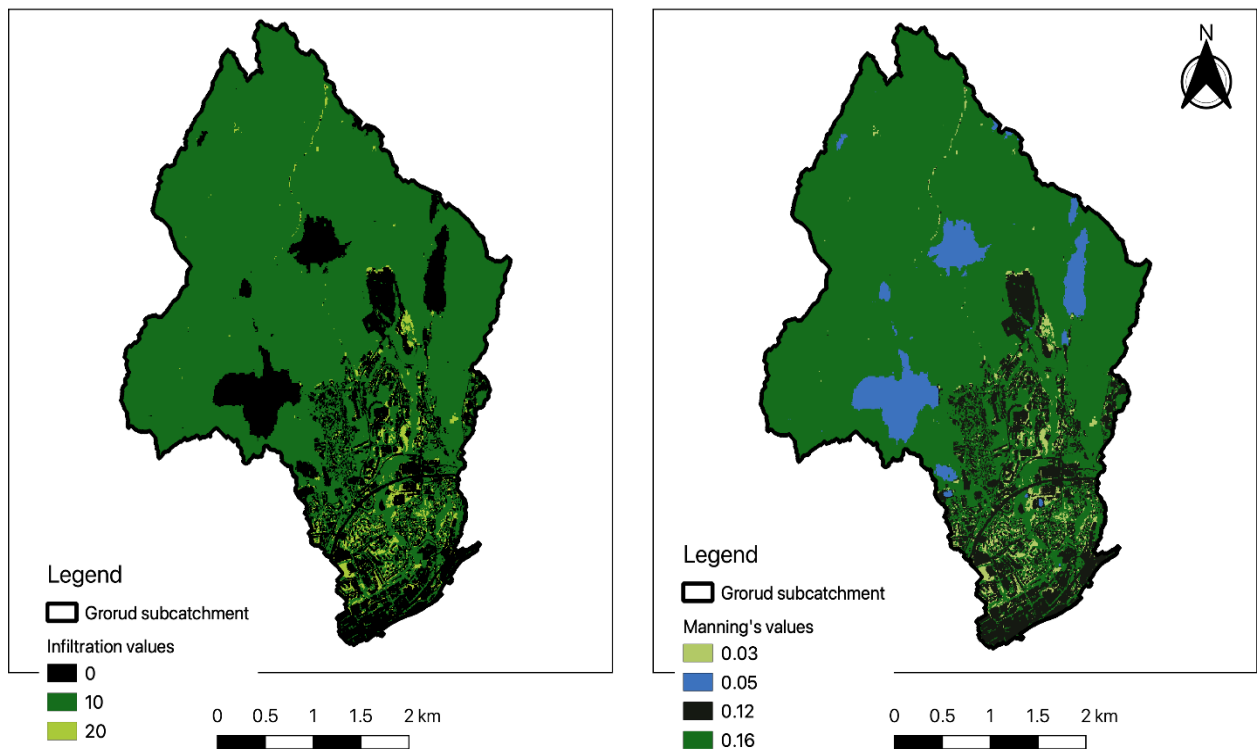 N
Legend
Grorud subcatchment
Infiltration values
0
10
20
0 0.5 1 1.5 2 km
Legend
Grorud subcatchment
Manning's values
0.03
0.05
0.12
0.16
0 0.5 1 1.5 2 km